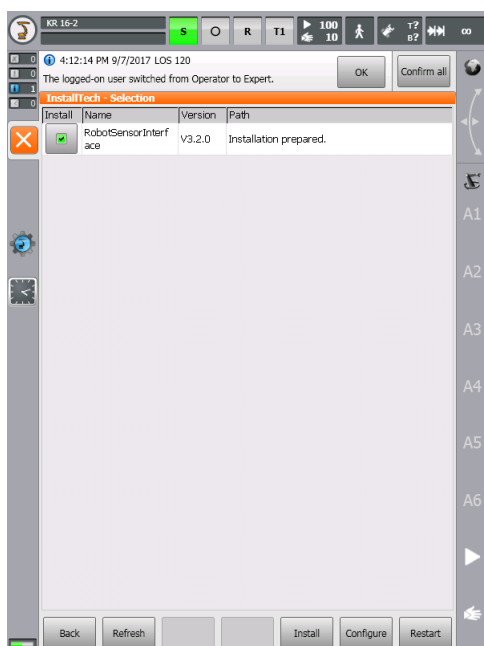 KR 16-2
S O R T1 100 10 T? B? ∞
0
0
1
0
4:12:14 PM 9/7/2017 LOS 120
The logged-on user switched from Operator to Expert.
OK
Confirm all
InstallTech - Selection
Install Name Version Path
RobotSensorInterf
ace
V3.2.0 Installation prepared.
A1
A2
A3
A4
A5
A6
Back Refresh Install Configure Restart